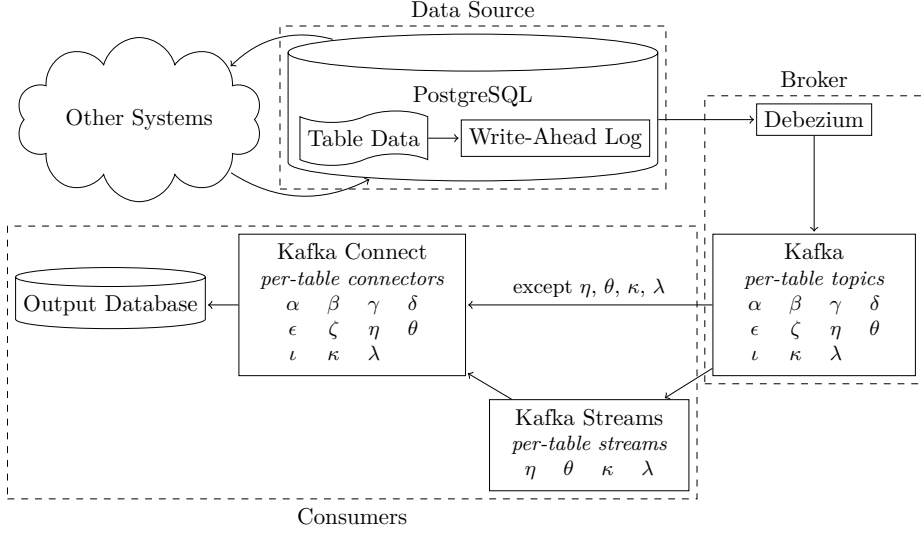 Data Source
Other Systems
PostgreSQL
Table Data
Write-Ahead Log
Broker
Debezium
Kafka Connect
per-table connectors
α β γ δ
ϵ ζ η θ
ι κ λ
Output Database
except η, θ, κ, λ
Kafka
per-table topics
α β γ δ
ϵ ζ η θ
ι κ λ
Kafka Streams
per-table streams
η θ κ λ
Consumers